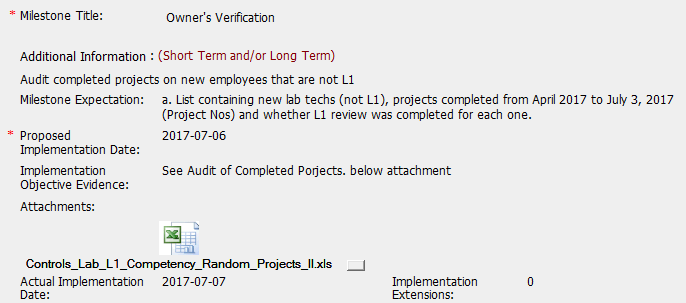 * Milestone Title: Owner's Verification
Additional Information : (Short Term and/or Long Term)
Audit completed projects on new employees that are not L1
Milestone Expectation: a. List containing new lab techs (not L1), projects completed from April 2017 to July 3, 2017
(Project Nos) and whether L1 review was completed for each one.
* Proposed 2017-07-06
Implementation Date:
Implementation See Audit of Completed Porjects. below attachment
Objective Evidence:
Attachments:
Controls_Lab_L1_Competency_Random_Projects_II.xls
Actual Implementation 2017-07-07 Implementation 0
Date: Extensions: